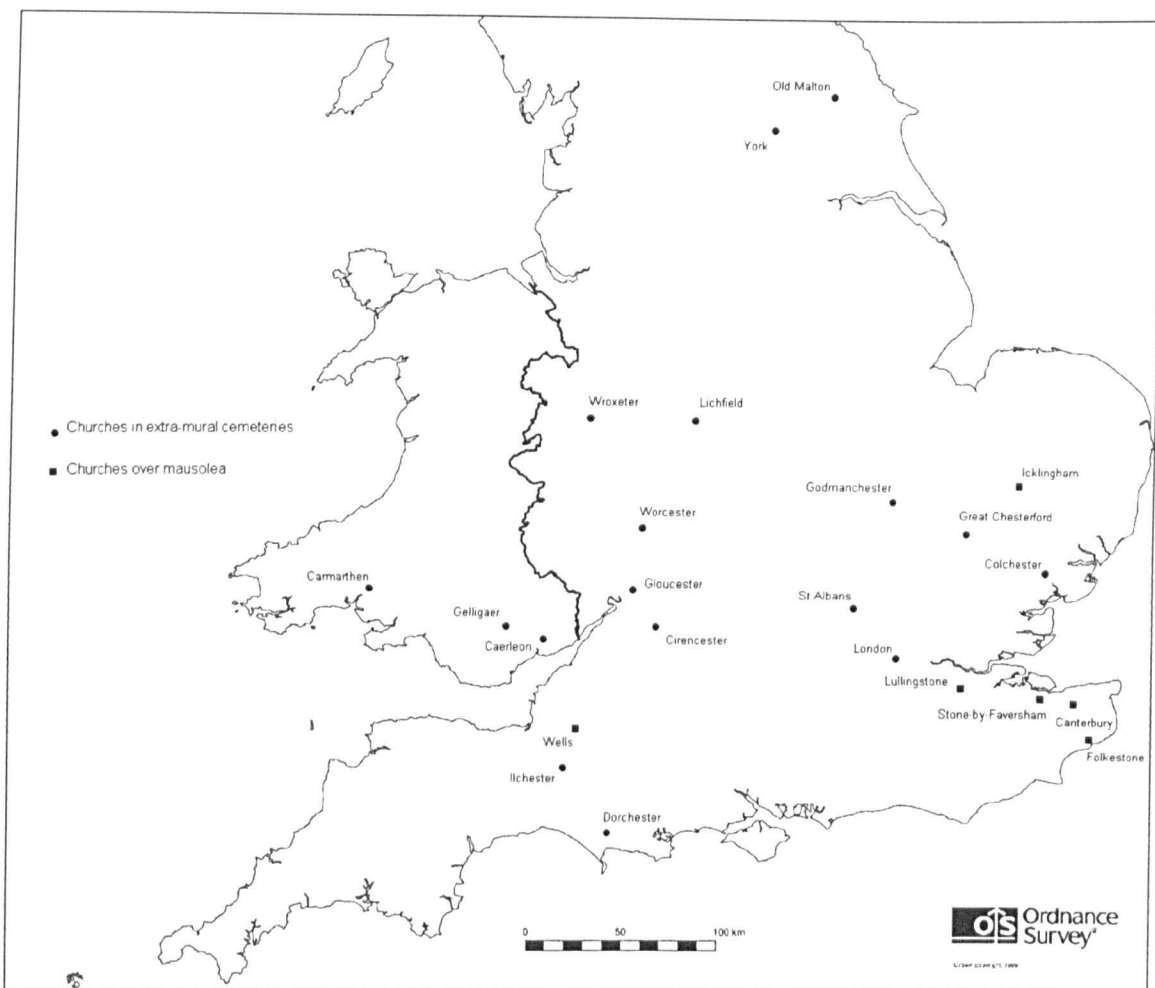 Old Malton
York
Wroxeter
Lichfield
Churches in extra-mural cemeteries
Churches over mausolea
Icklingham
Godmanchester
Great Chesterford
Worcester
Colchester
Carmarthen
Gloucester
St Albans
Gelligaer
Caerleon
Cirencester
London
Lullingstone
Stone-by-Faversham
Canterbury
Wells
Folkestone
Ilchester
Dorchester
0 50 100 km
OS Ordnance
Survey